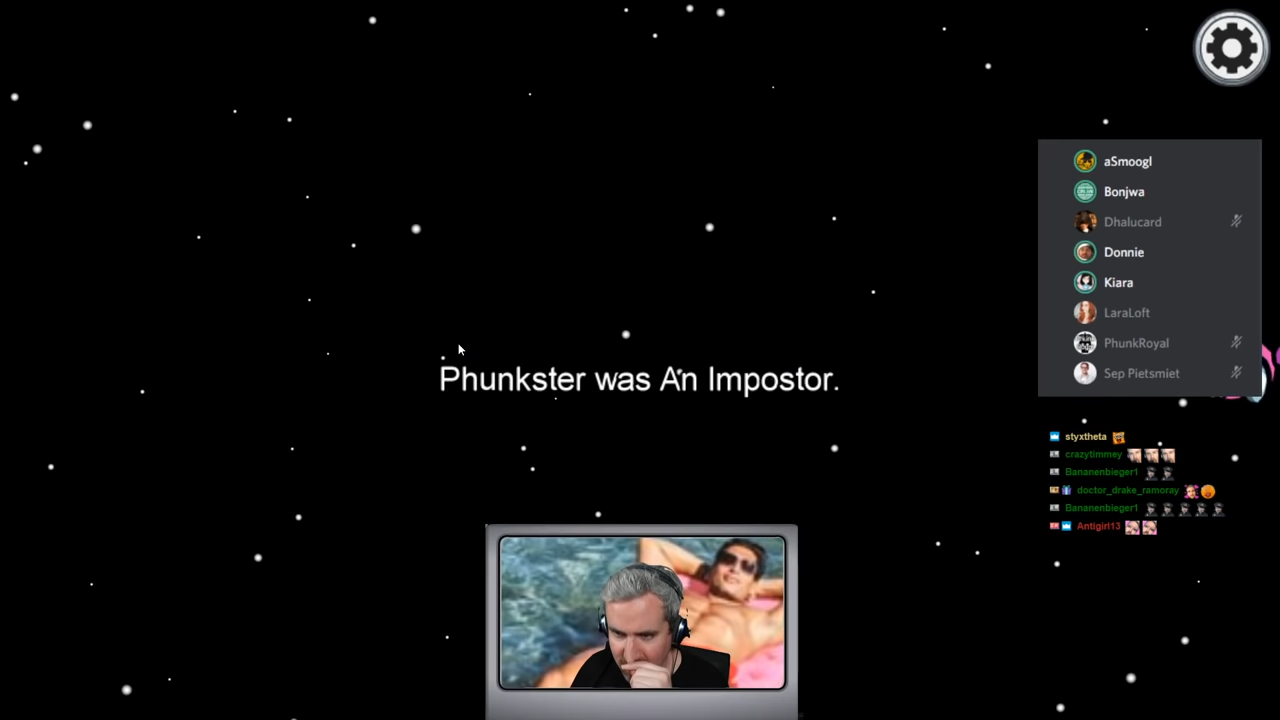 aSmoogl
Bonjwa
Dhalucard
Donnie
Kiara
LaraLoft
PhunkRoyal
Sep Pietsmiet
Phunkster was An Impostor.
styxtheta
crazytimmey
Bananenbieger1
doctor_drake_ramoray
Bananenbieger1
Antigirl13